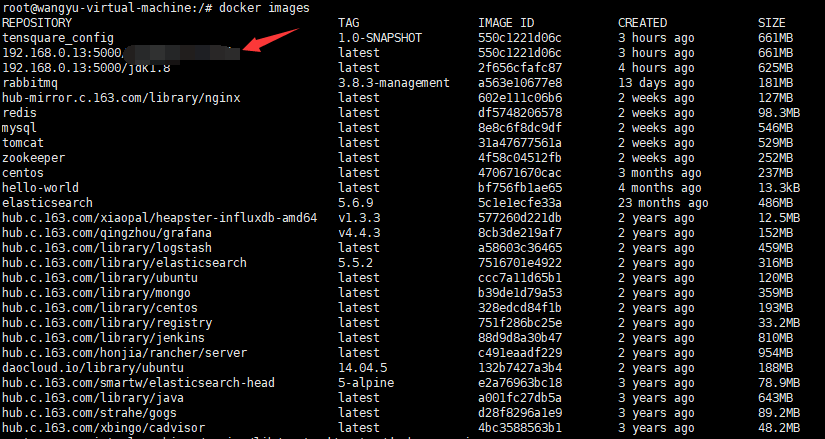 root@wangyu-virtual-machine:/# docker images
REPOSITORY TAG IMAGE ID CREATED SIZE
tensquare_config 1.0-SNAPSHOT 550c1221d06c 3 hours ago 661MB
192.168.0.13:5000/ latest 550c1221d06c 3 hours ago 661MB
192.168.0.13:5000/jdk1.8 latest 2f656cfafc87 4 hours ago 625MB
rabbitmq 3.8.3-management a563e10677e8 13 days ago 181MB
hub-mirror.c.163.com/library/nginx latest 602e111c06b6 2 weeks ago 127MB
redis latest df5748206578 2 weeks ago 98.3MB
mysql latest 8e8c6f8dc9df 2 weeks ago 546MB
tomcat latest 31a47677561a 2 weeks ago 529MB
zookeeper latest 4f58c04512fb 2 weeks ago 252MB
centos latest 470671670cac 3 months ago 237MB
hello-world latest bf756fb1ae65 4 months ago 13.3kB
elasticsearch 5.6.9 5c1e1ecfe33a 23 months ago 486MB
hub.c.163.com/xiaopal/heapster-influxdb-amd64 v1.3.3 577260d221db 2 years ago 12.5MB
hub.c.163.com/qingzhou/grafana v4.4.3 8cb3de219af7 2 years ago 152MB
hub.c.163.com/library/logstash latest a58603c36465 2 years ago 459MB
hub.c.163.com/library/elasticsearch 5.5.2 7516701e4922 2 years ago 316MB
hub.c.163.com/library/ubuntu latest ccc7a11d65b1 2 years ago 120MB
hub.c.163.com/library/mongo latest b39de1d79a53 2 years ago 359MB
hub.c.163.com/library/centos latest 328edcd84f1b 2 years ago 193MB
hub.c.163.com/library/registry latest 751f286bc25e 2 years ago 33.2MB
hub.c.163.com/library/jenkins latest 88d9d8a30b47 2 years ago 810MB
hub.c.163.com/honjia/rancher/server latest c491eaadf229 2 years ago 954MB
daocloud.io/library/ubuntu 14.04.5 132b7427a3b4 2 years ago 188MB
hub.c.163.com/smartw/elasticsearch-head 5-alpine e2a76963bc18 3 years ago 78.9MB
hub.c.163.com/library/java latest a001fc27db5a 3 years ago 643MB
hub.c.163.com/strahe/gogs latest d28f8296a1e9 3 years ago 89.2MB
hub.c.163.com/xbingo/cadvisor latest 4bc3588563b1 3 years ago 48.2MB